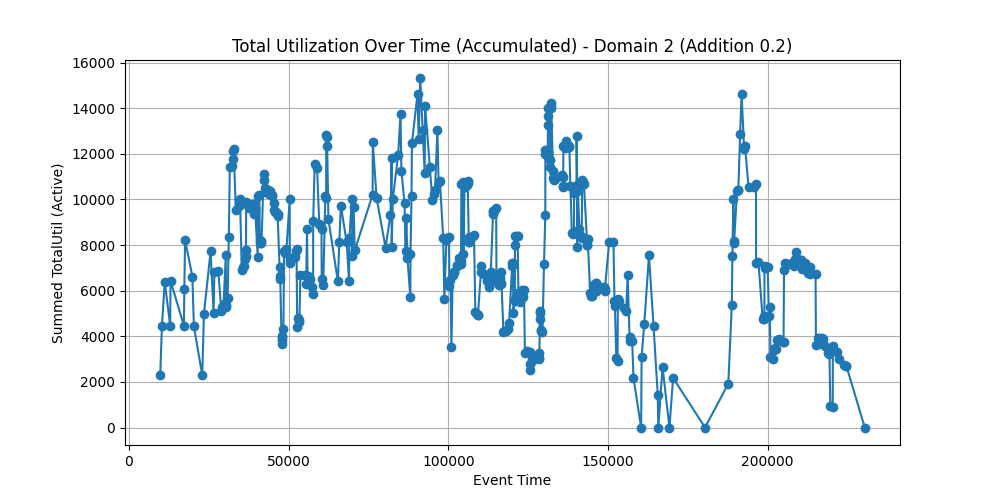 Total Utilization Over Time (Accumulated) - Domain 2 (Addition 0.2)
Summed TotalUtil (Active)
16000
14000
12000
10000
8000
6000
4000
2000
0
0 50000 100000 150000 200000
Event Time